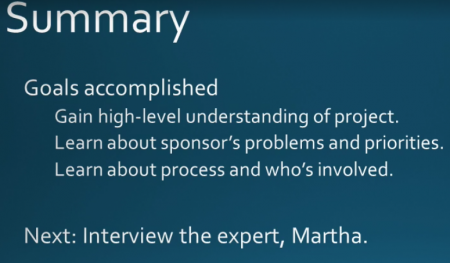 Summary
Goals accomplished
Gain high-level understanding of project.
Learn about sponsor's problems and priorities.
Learn about process and who's involved.
Next: Interview the expert, Martha.